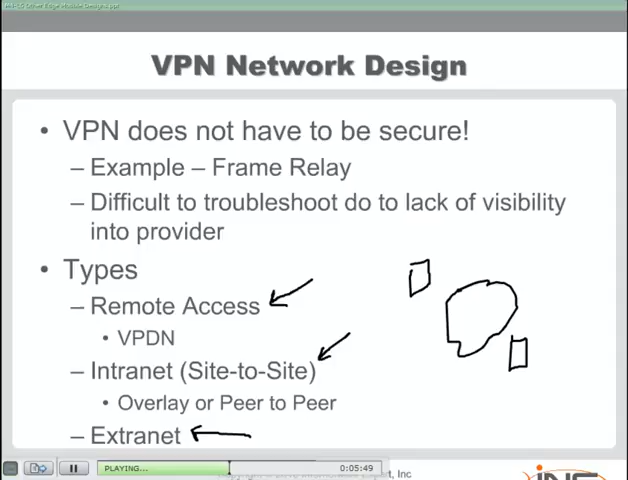 VPN Network Design
• VPN does not have to be secure!
– Example – Frame Relay
– Difficult to troubleshoot do to lack of visibility
into provider
• Types
– Remote Access
• VPDN
– Intranet (Site-to-Site)
• Overlay or Peer to Peer
– Extranet
PLAYING...
0:05:49
Inc